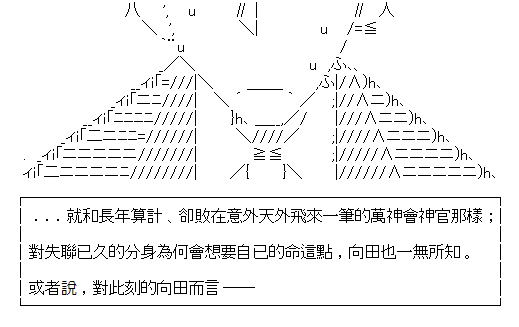 ...就和長年算計、卻敗在意外天外飛來一筆的萬神會神官那樣；
對失聯已久的分身為何會想要自已的命這點，向田也一無所知。
或者說，對此刻的向田而言——